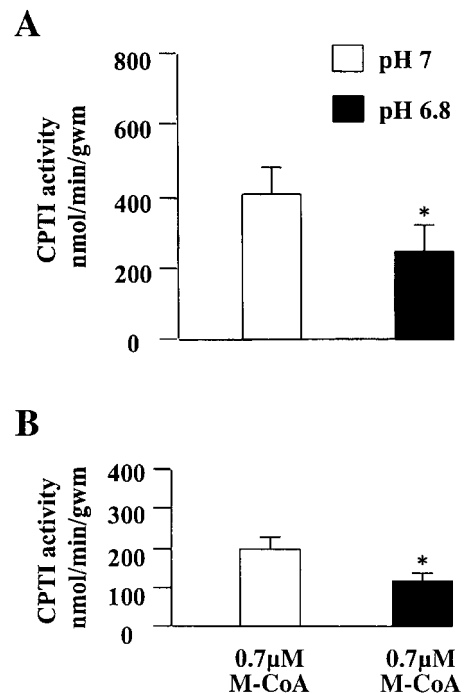 A
800
600
400
200
0
CPTI activity
nmol/min/gwm
pH 7
pH 6.8
*
B
400
300
200
100
0
CPTI activity
nmol/min/gwm
*
0.7µM
M-CoA
0.7µM
M-CoA